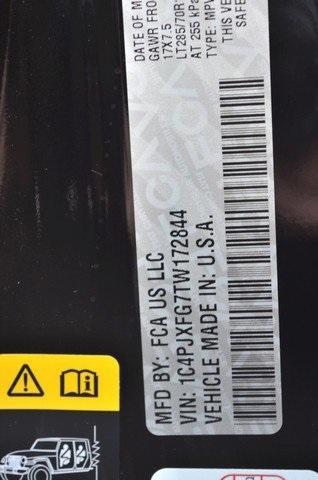 DATE OF M
GAWR FRO
17X7.5
LT285/70R1
AT 255 kPa
TYPE: MPV
THIS VE
SAFE
MFD BY: FCA US LLC
VIN: 1C4PJXFG7TW172844
VEHICLE MADE IN: U.S.A.